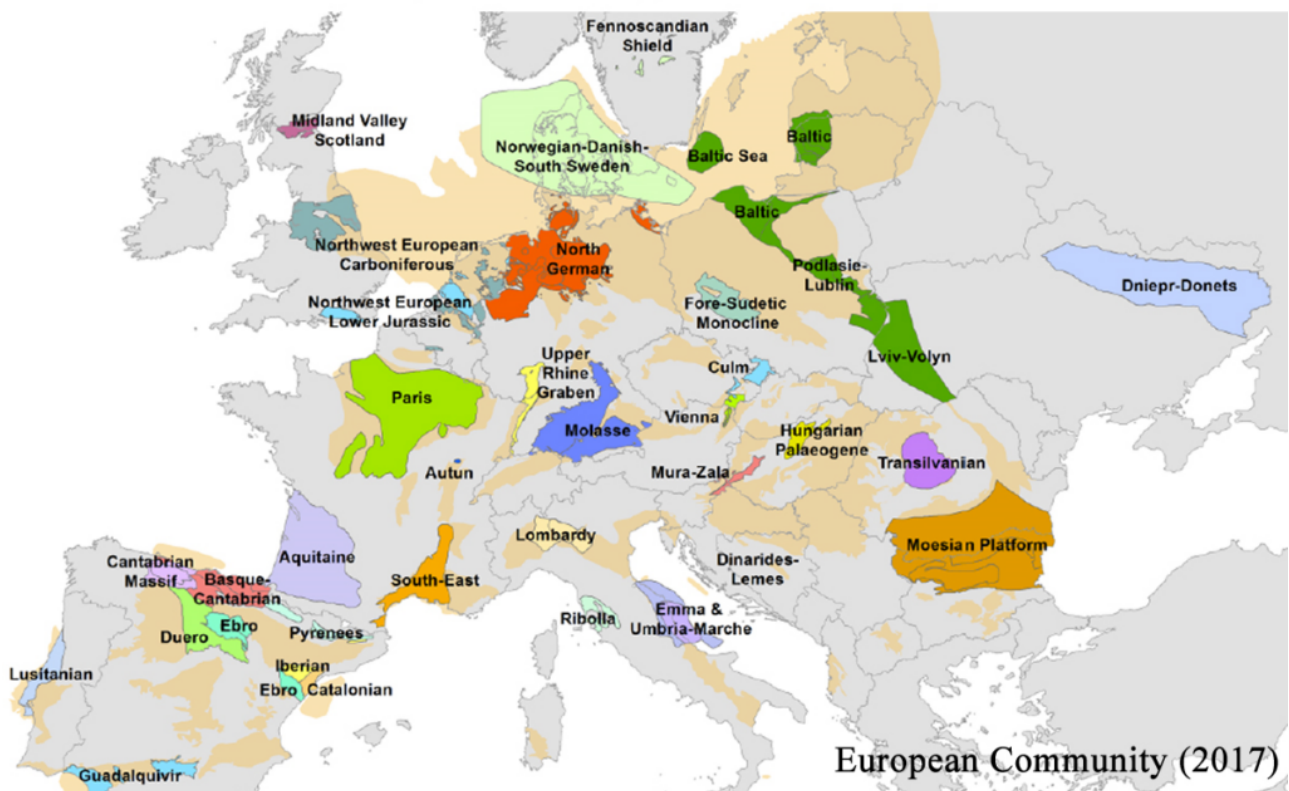 Fennoscandian
Shield
Midland Valley
Scotland
Norwegian-Danish-
South Sweden
Baltic Sea
Baltic
Baltic
Northwest European
Carboniferous
North
German
Podlasie-
Lublin
Dniepr-Donets
Northwest European
Lower Jurassic
Fore-Sudetic
Monocline
Lviv-Volyn
Upper
Rhine
Graben
Culm
Paris
Vienna
Molasse
Hungarian
Palaeogene
Autun
Mura-Zala
Transilvanian
Lombardy
Moesian Platform
Aquitaine
Cantabrian
Massif
Basque-
Cantabrian
South-East
Dinarides-
Lemes
Ribolla
Emma &
Umbria-Marche
Duero
Ebro
Pyrenees
Lusitanian
Iberian
Ebro
Catalonian
Guadalquivir
European Community (2017)